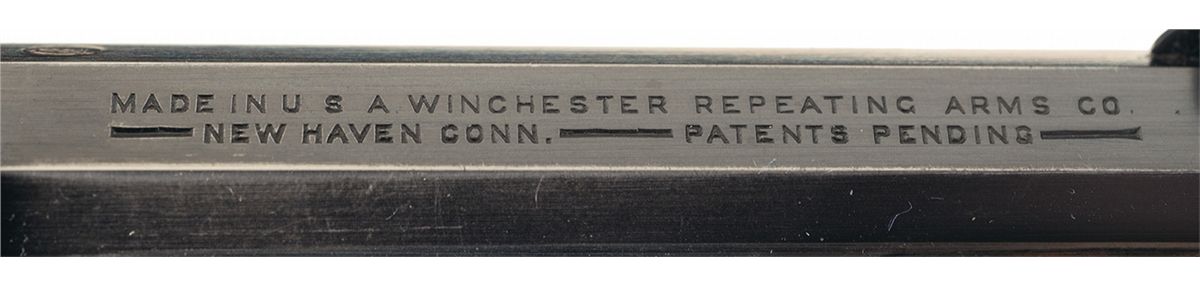 MADE IN U S A. WINCHESTER REPEATING ARMS CO.
NEW HAVEN CONN. PATENTS PENDING